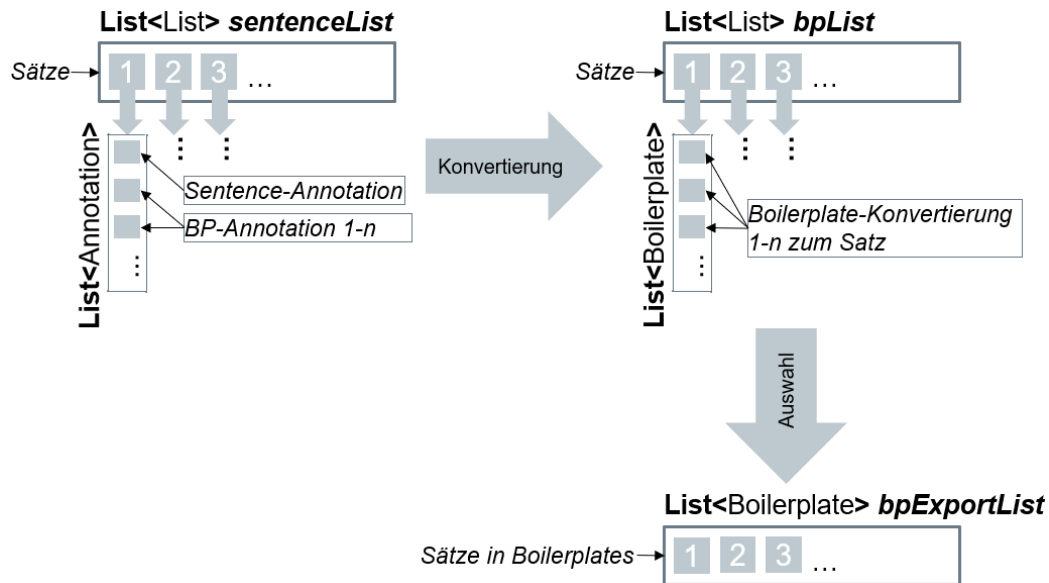 List<List> sentenceList
Sätze
1 2 3 ...
List<Annotation>
...
...
Sentence-Annotation
BP-Annotation 1-n
...
Konvertierung
List<List> bpList
Sätze
1 2 3 ...
List<Boilerplate>
...
...
Boilerplate-Konvertierung
1-n zum Satz
...
Auswahl
List<Boilerplate> bpExportList
Sätze in Boilerplates
1 2 3 ...